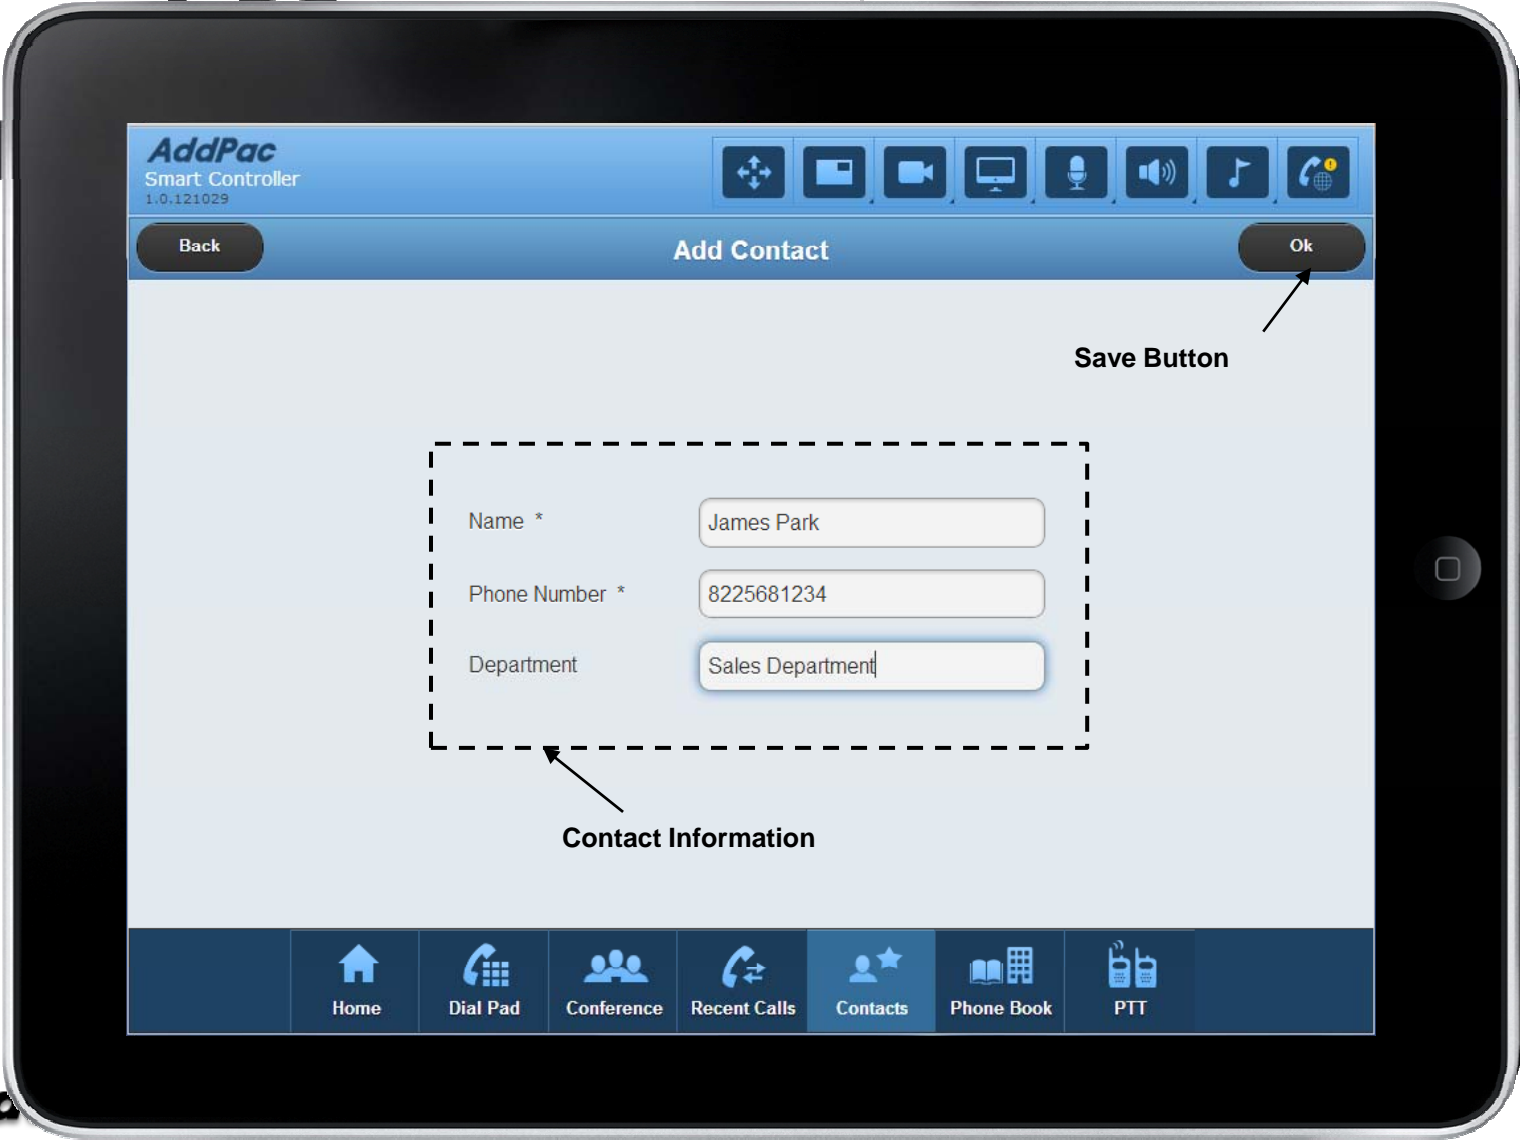 AddPac
Smart Controller
1.0.121029
Back
Add Contact
Ok
Save Button
Name *
James Park
Phone Number *
8225681234
Department
Sales Department
Contact Information
Home
Dial Pad
Conference
Recent Calls
Contacts
Phone Book
PTT